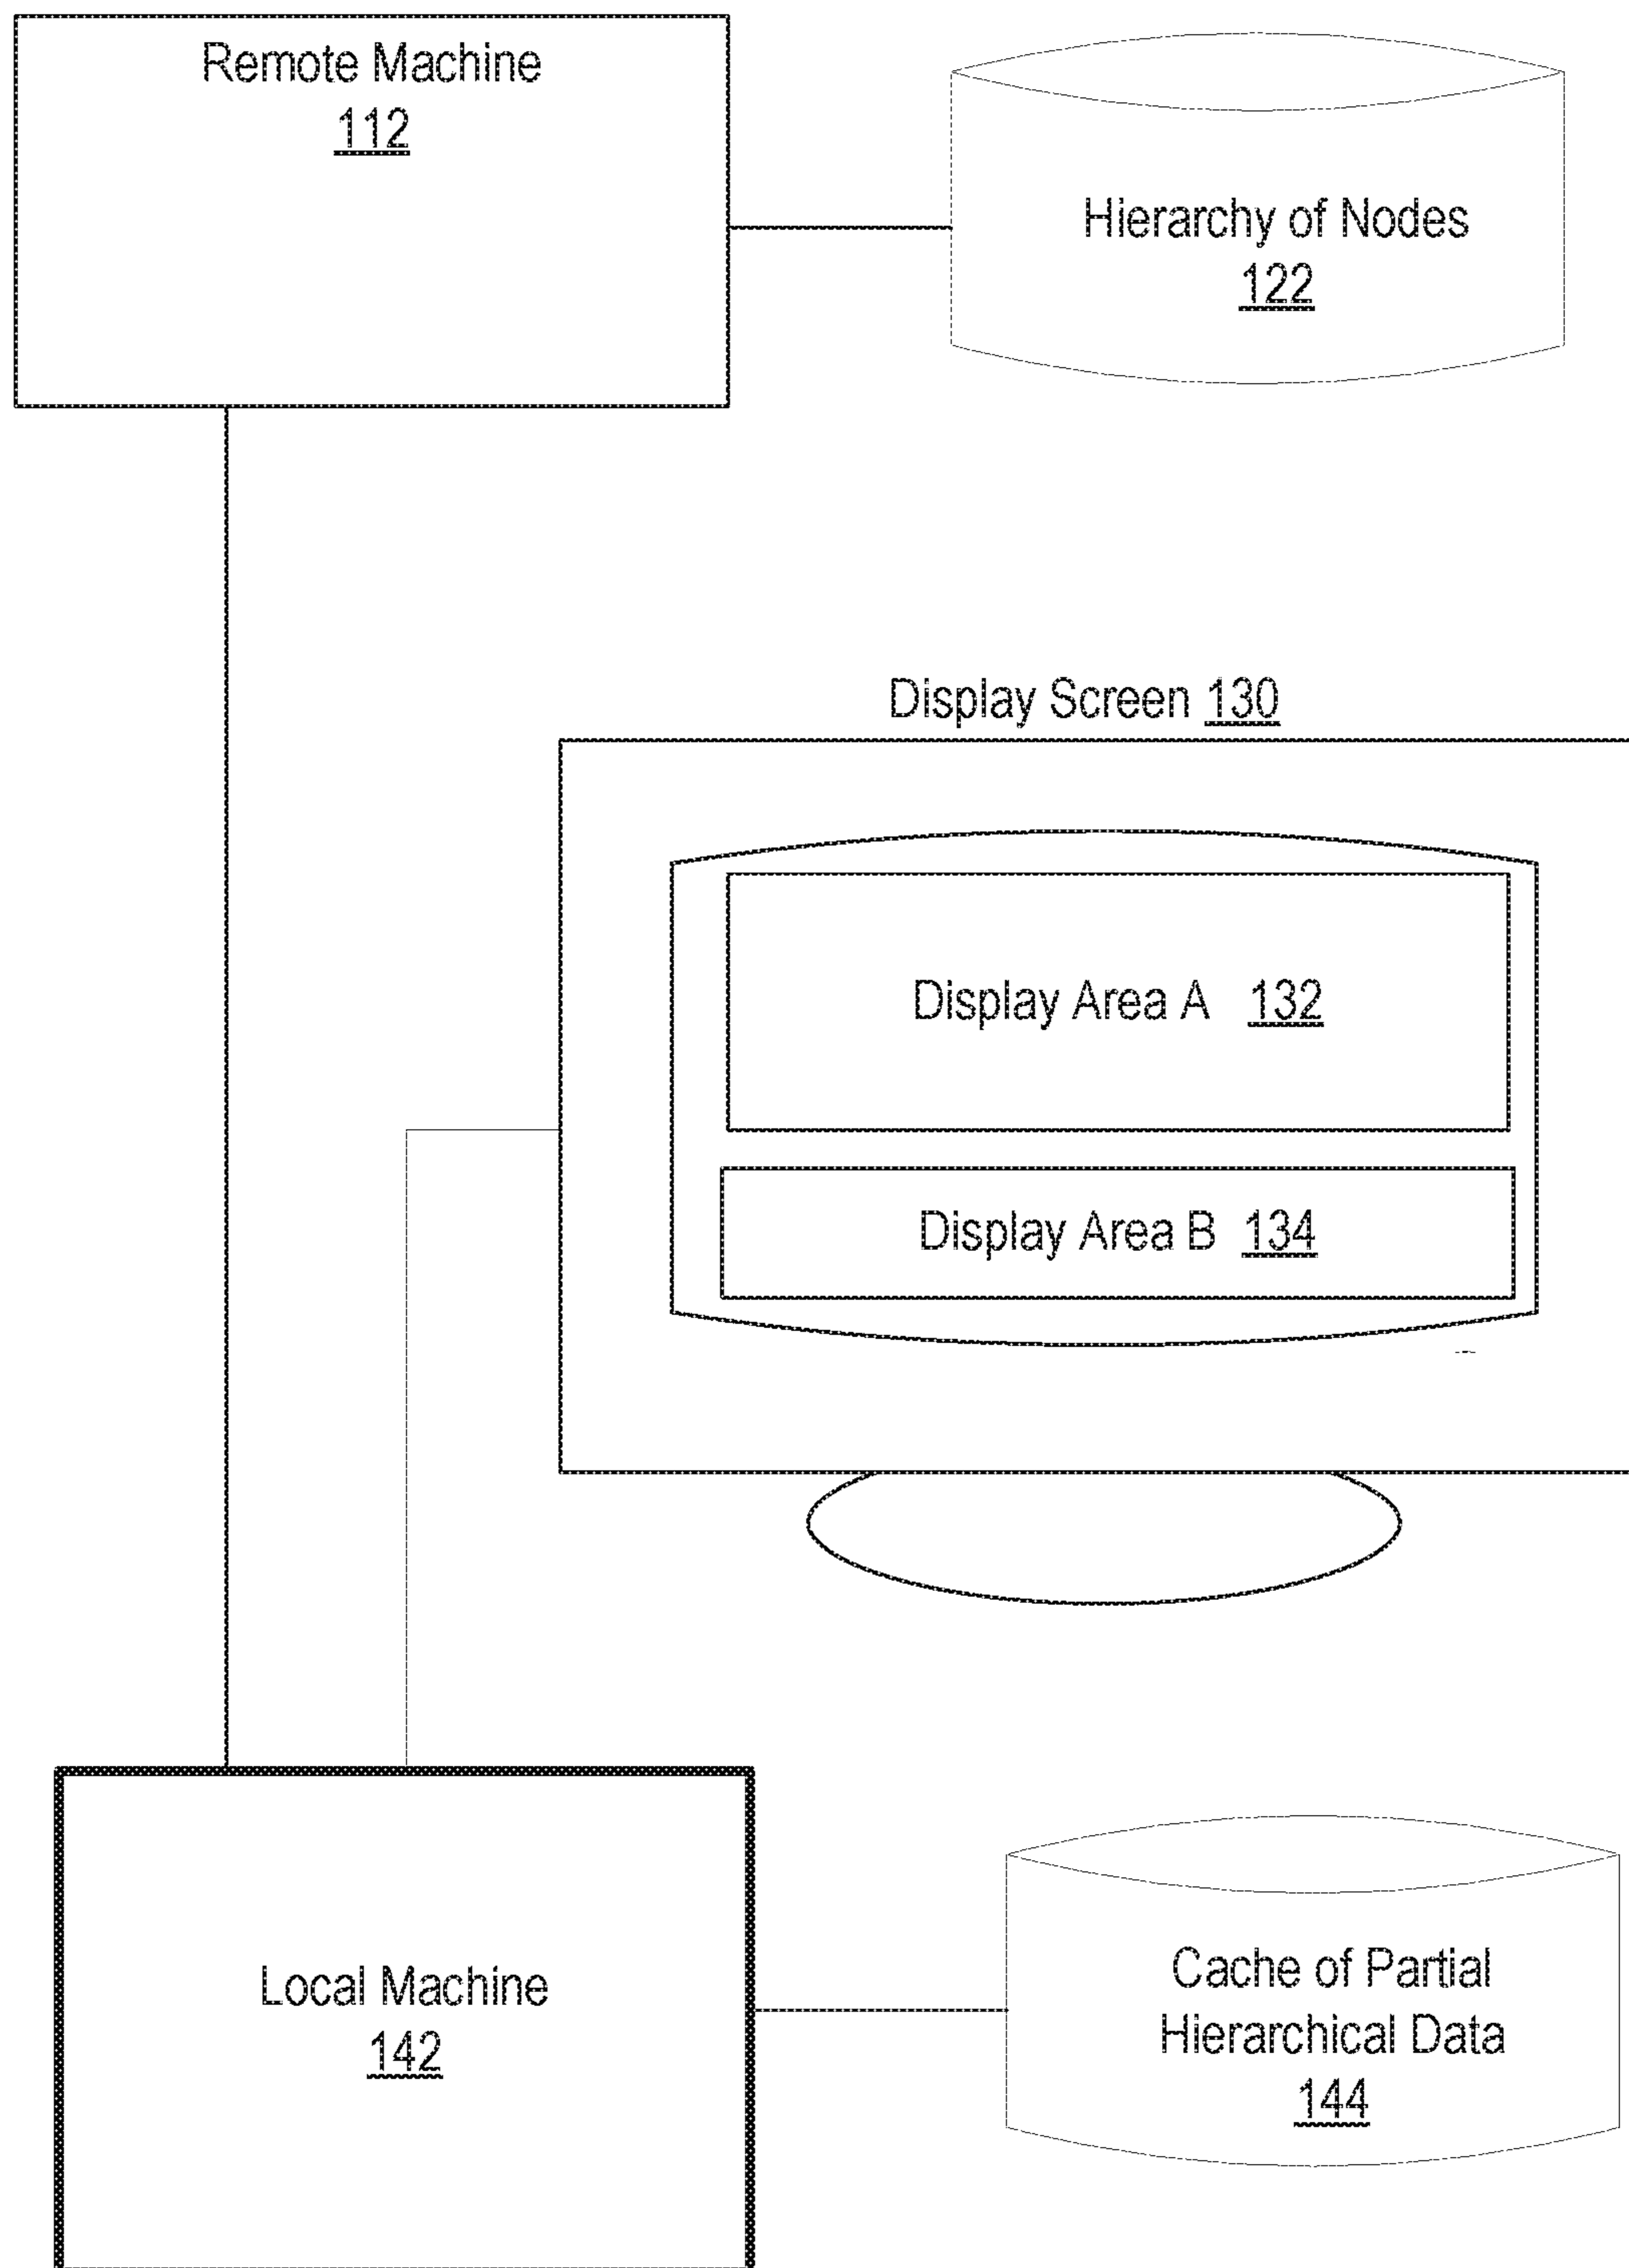 Remote Machine
112
Hierarchy of Nodes
122
Display Screen 130
Display Area A 132
Display Area B 134
Local Machine
142
Cache of Partial
Hierarchical Data
144